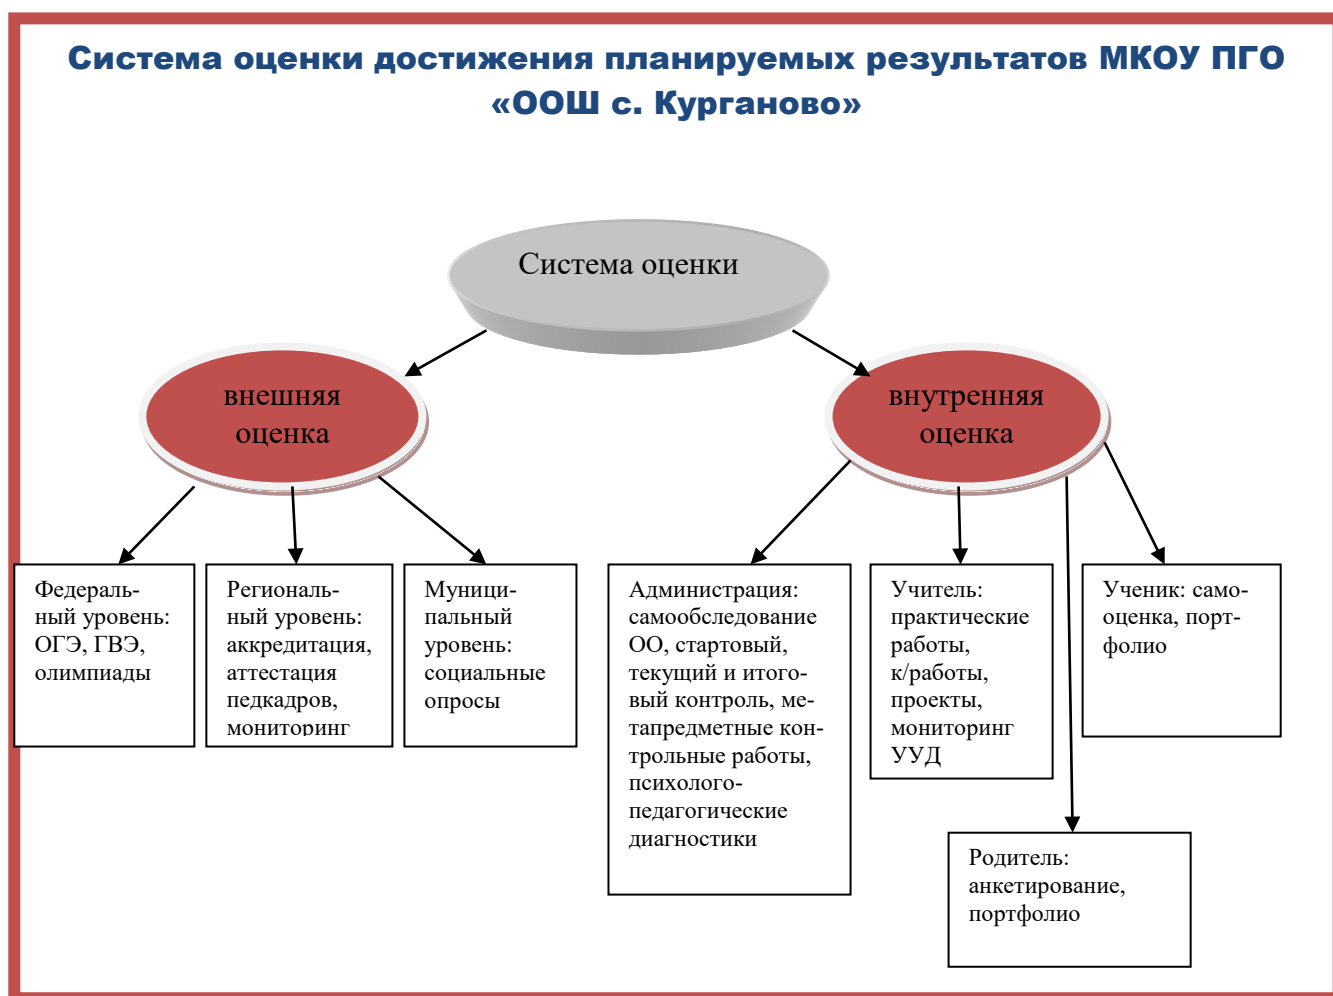 Система оценки достижения планируемых результатов МКОУ ПГО
«ООШ с. Курганово»
Система оценки
внешняя
оценка
внутренняя
оценка
Федераль-
ный уровень:
ОГЭ, ГВЭ,
олимпиады
Региональ-
ный уровень:
аккредитация,
аттестация
педкадров,
мониторинг
Муници-
пальный
уровень:
социальные
опросы
Администрация:
самообследование
ОО, стартовый,
текущий и итого-
вый контроль, ме-
тапредметные кон-
трольные работы,
психолого-
педагогические
диагностики
Учитель:
практические
работы,
к/работы,
проекты,
мониторинг
УУД
Ученик: само-
оценка, порт-
фолио
Родитель:
анкетирование,
портфолио